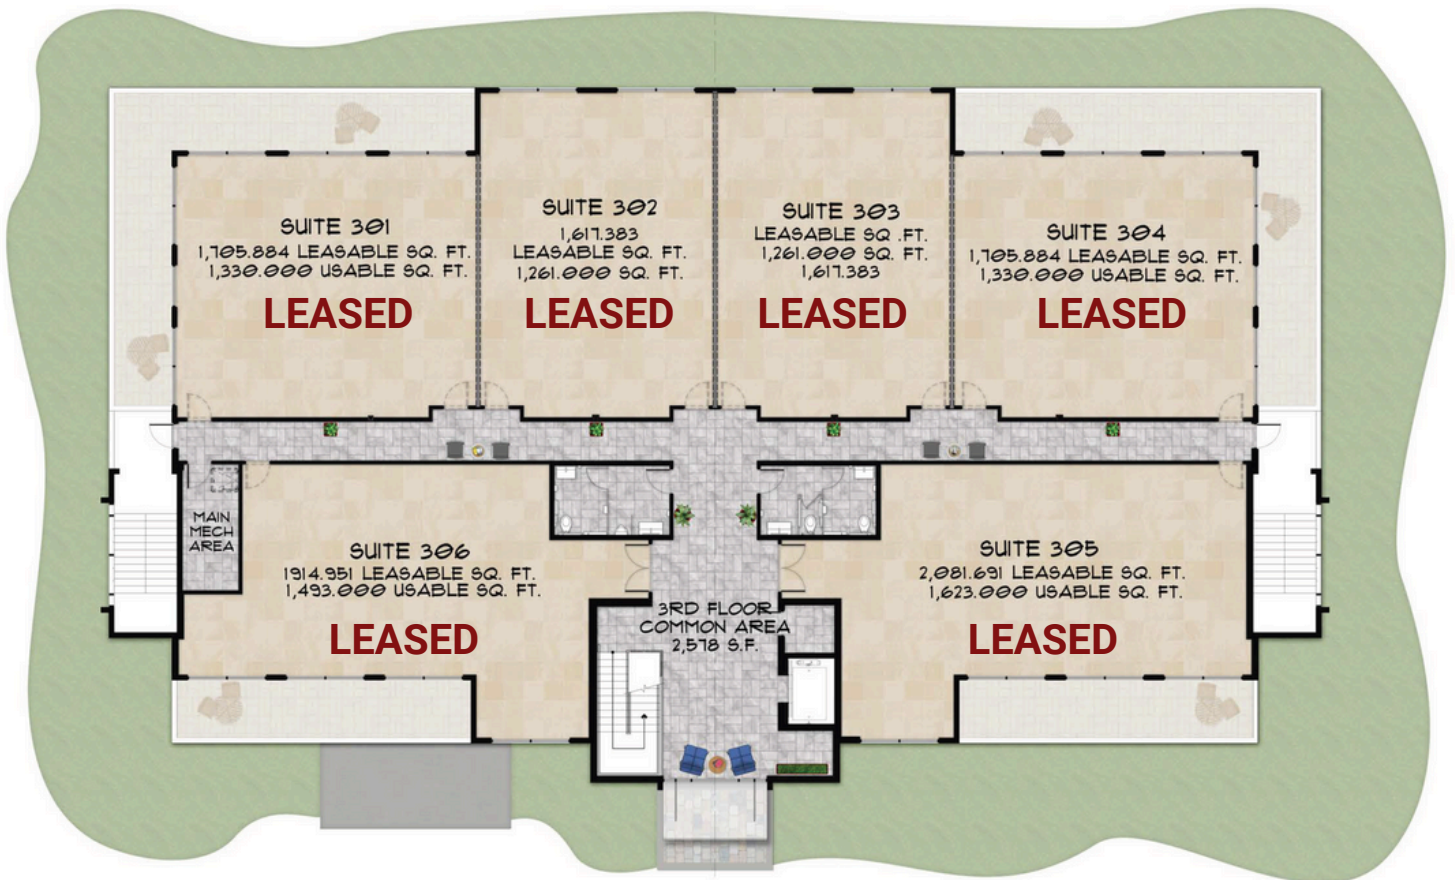 SUITE 301
1,705.884 LEASABLE SQ. FT.
1,330.000 USABLE SQ. FT.
LEASED
SUITE 302
1,617.383
LEASABLE SQ. FT.
1,261.000 SQ. FT.
LEASED
SUITE 303
LEASABLE SQ .FT.
1,261.000 SQ. FT.
1,617.383
LEASED
SUITE 304
1,705.884 LEASABLE SQ. FT.
1,330.000 USABLE SQ. FT.
LEASED
MAIN
MECH
AREA
SUITE 306
1914.951 LEASABLE SQ. FT.
1,493.000 USABLE SQ. FT.
LEASED
3RD FLOOR
COMMON AREA
2,578 S.F.
SUITE 305
2,081.691 LEASABLE SQ. FT.
1,623.000 USABLE SQ. FT.
LEASED